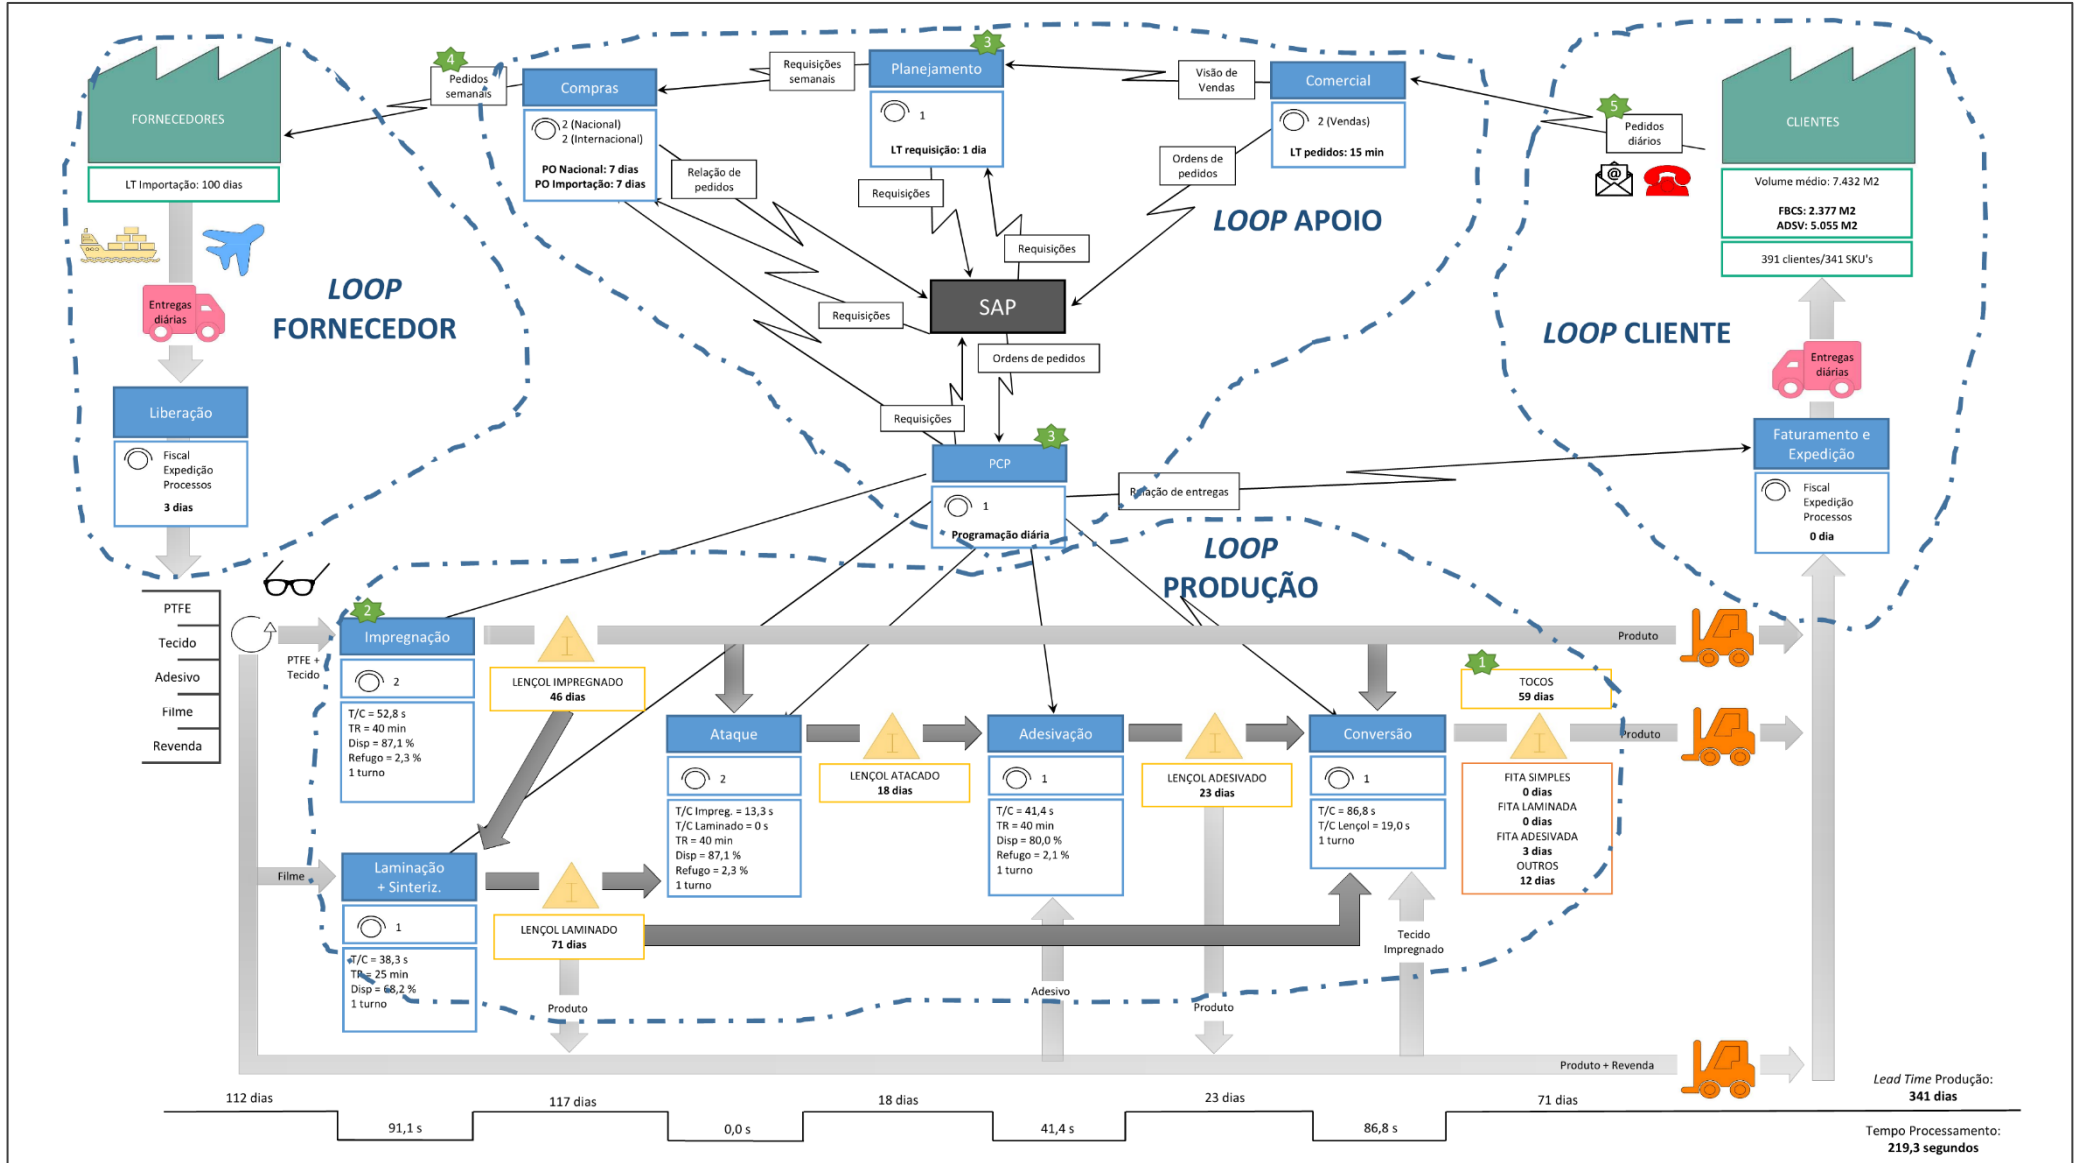 FORNECEDORES
LT Importação: 100 dias
Entregas
diárias
LOOP
FORNECEDOR
Liberação
Fiscal
Expedição
Processos
3 dias
4
Pedidos
semanais
Compras
2 (Nacional)
2 (Internacional)
PO Nacional: 7 dias
PO Importação: 7 dias
Requisições
semanais
3
Planejamento
1
LT requisição: 1 dia
Visão de
Vendas
Comercial
2 (Vendas)
LT pedidos: 15 min
5
Pedidos
diários
@
CLIENTES
Volume médio: 7.432 M2
FBCS: 2.377 M2
ADSV: 5.055 M2
391 clientes/341 SKU's
Relação de
pedidos
Requisições
Ordens de
pedidos
LOOP APOIO
Requisições
Requisições
SAP
Ordens de pedidos
Requisições
LOOP CLIENTE
Entregas
diárias
3
PCP
1
Programação diária
Relação de entregas
Faturamento e
Expedição
Fiscal
Expedição
Processos
0 dia
LOOP
PRODUÇÃO
PTFE
Tecido
Adesivo
Filme
Revenda
PTFE +
Tecido
2
Impregnação
2
T/C = 52,8 s
TR = 40 min
Disp = 87,1 %
Refugo = 2,3 %
1 turno
I
LENÇOL IMPREGNADO
46 dias
Produto
Ataque
2
T/C Impreg. = 13,3 s
T/C Laminado = 0 s
TR = 40 min
Disp = 87,1 %
Refugo = 2,3 %
1 turno
I
LENÇOL ATACADO
18 dias
Adesivação
1
T/C = 41,4 s
TR = 40 min
Disp = 80,0 %
Refugo = 2,1 %
1 turno
I
LENÇOL ADESIVADO
23 dias
Conversão
1
T/C = 86,8 s
T/C Lençol = 19,0 s
1 turno
1
TOCOS
59 dias
I
Produto
FITA SIMPLES
0 dias
FITA LAMINADA
0 dias
FITA ADESIVADA
3 dias
OUTROS
12 dias
Filme
Laminação
+ Sinteriz.
1
T/C = 38,3 s
TR = 25 min
Disp = 68,2 %
1 turno
I
LENÇOL LAMINADO
71 dias
Produto
Adesivo
Produto
Tecido
Impregnado
Produto + Revenda
112 dias
117 dias
18 dias
23 dias
71 dias
Lead Time Produção:
341 dias
91,1 s
0,0 s
41,4 s
86,8 s
Tempo Processamento:
219,3 segundos